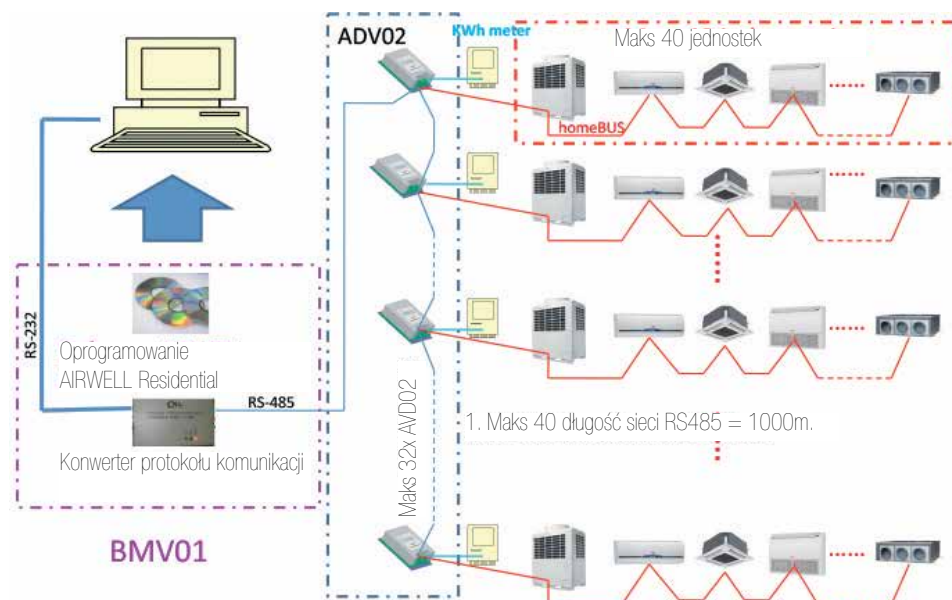 ADV02
KWh meter
Maks 40 jednostek
homeBUS
RS-232
Oprogramowanie
AIRWELL Residential
RS-485
Konwerter protokołu komunikacji
Maks 32x AVD02
1. Maks 40 długość sieci RS485 = 1000m.
BMV01